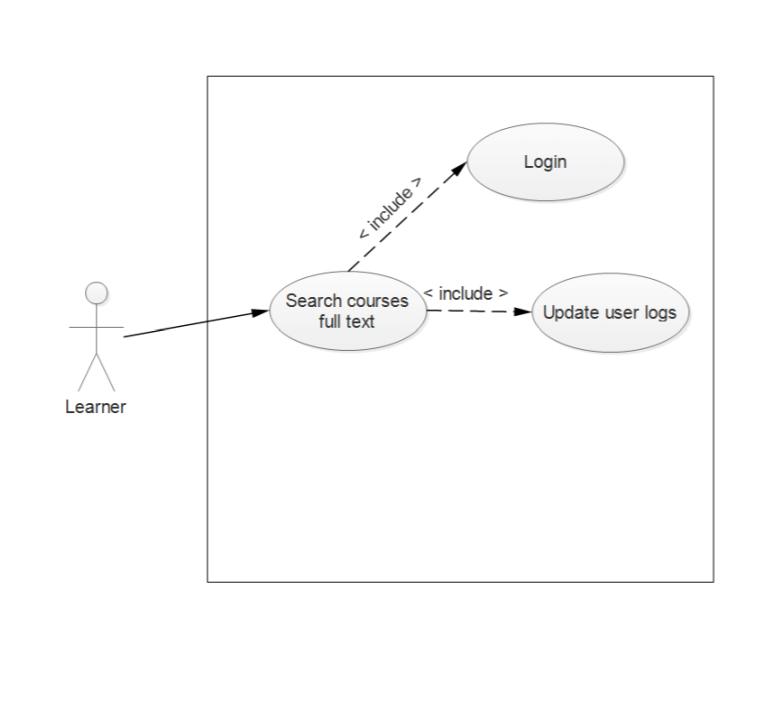 Login
< include >
< include >
Search courses
full text
Update user logs
Learner